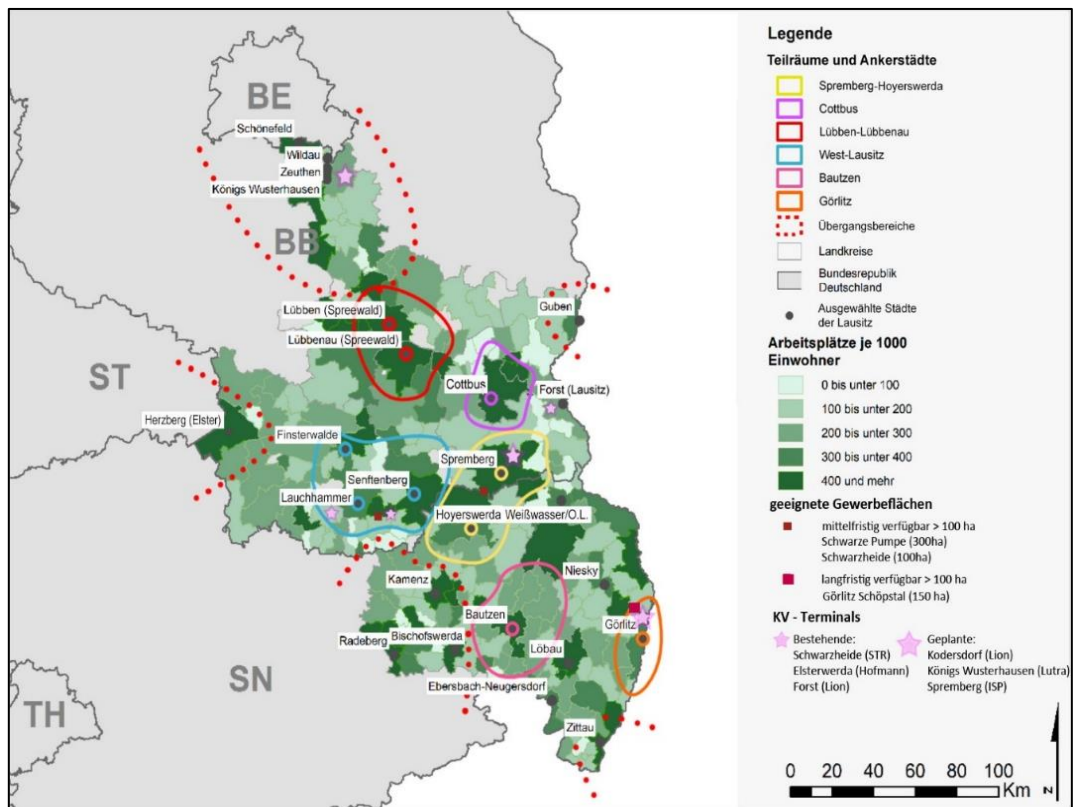 BE
Schönefeld
Wildau
Zeuthen
Königs Wusterhausen
BB
Lübben (Spreewald)
Lübbenau (Spreewald)
Guben
ST
Cottbus
Forst (Lausitz)
Herzberg (Elster)
Finsterwalde
Spremberg
Senftenberg
Lauchhammer
Hoyerswerda
Weißwasser/O.L.
Kamenz
Niesky
Bautzen
Görlitz
Radeberg
Bischofswerda
Löbau
SN
Ebersbach-Neugersdorf
TH
Zittau
Legende
Teilräume und Ankerstädte
Spremberg-Hoyerswerda
Cottbus
Lübben-Lübbenau
West-Lausitz
Bautzen
Görlitz
Übergangsbereiche
Landkreise
Bundesrepublik
Deutschland
Ausgewählte Städte
der Lausitz
Arbeitsplätze je 1000
Einwohner
0 bis unter 100
100 bis unter 200
200 bis unter 300
300 bis unter 400
400 und mehr
geeignete Gewerbeflächen
mittelfristig verfügbar > 100 ha
Schwarze Pumpe (300ha)
Schwarzheide (100ha)
langfristig verfügbar > 100 ha
Görlitz Schöpstal (150 ha)
KV - Terminals
Bestehende:
Schwarzheide (STR)
Elsterwerda (Hofmann)
Forst (Lion)
Geplante:
Kodersdorf (Lion)
Königs Wusterhausen (Lutra)
Spremberg (ISP)
0 20 40 60 80 100
Km
N